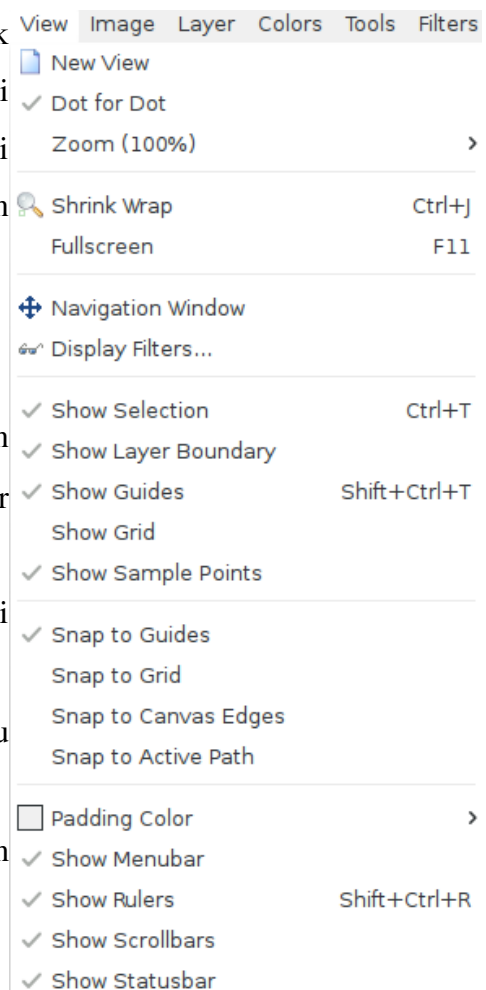 View Image Layer Colors Tools Filters
New View
Dot for Dot
Zoom (100%)
Shrink Wrap Ctrl+J
Fullscreen F11
Navigation Window
Display Filters...
Show Selection Ctrl+T
Show Layer Boundary
Show Guides Shift+Ctrl+T
Show Grid
Show Sample Points
Snap to Guides
Snap to Grid
Snap to Canvas Edges
Snap to Active Path
Padding Color
Show Menubar
Show Rulers Shift+Ctrl+R
Show Scrollbars
Show Statusbar